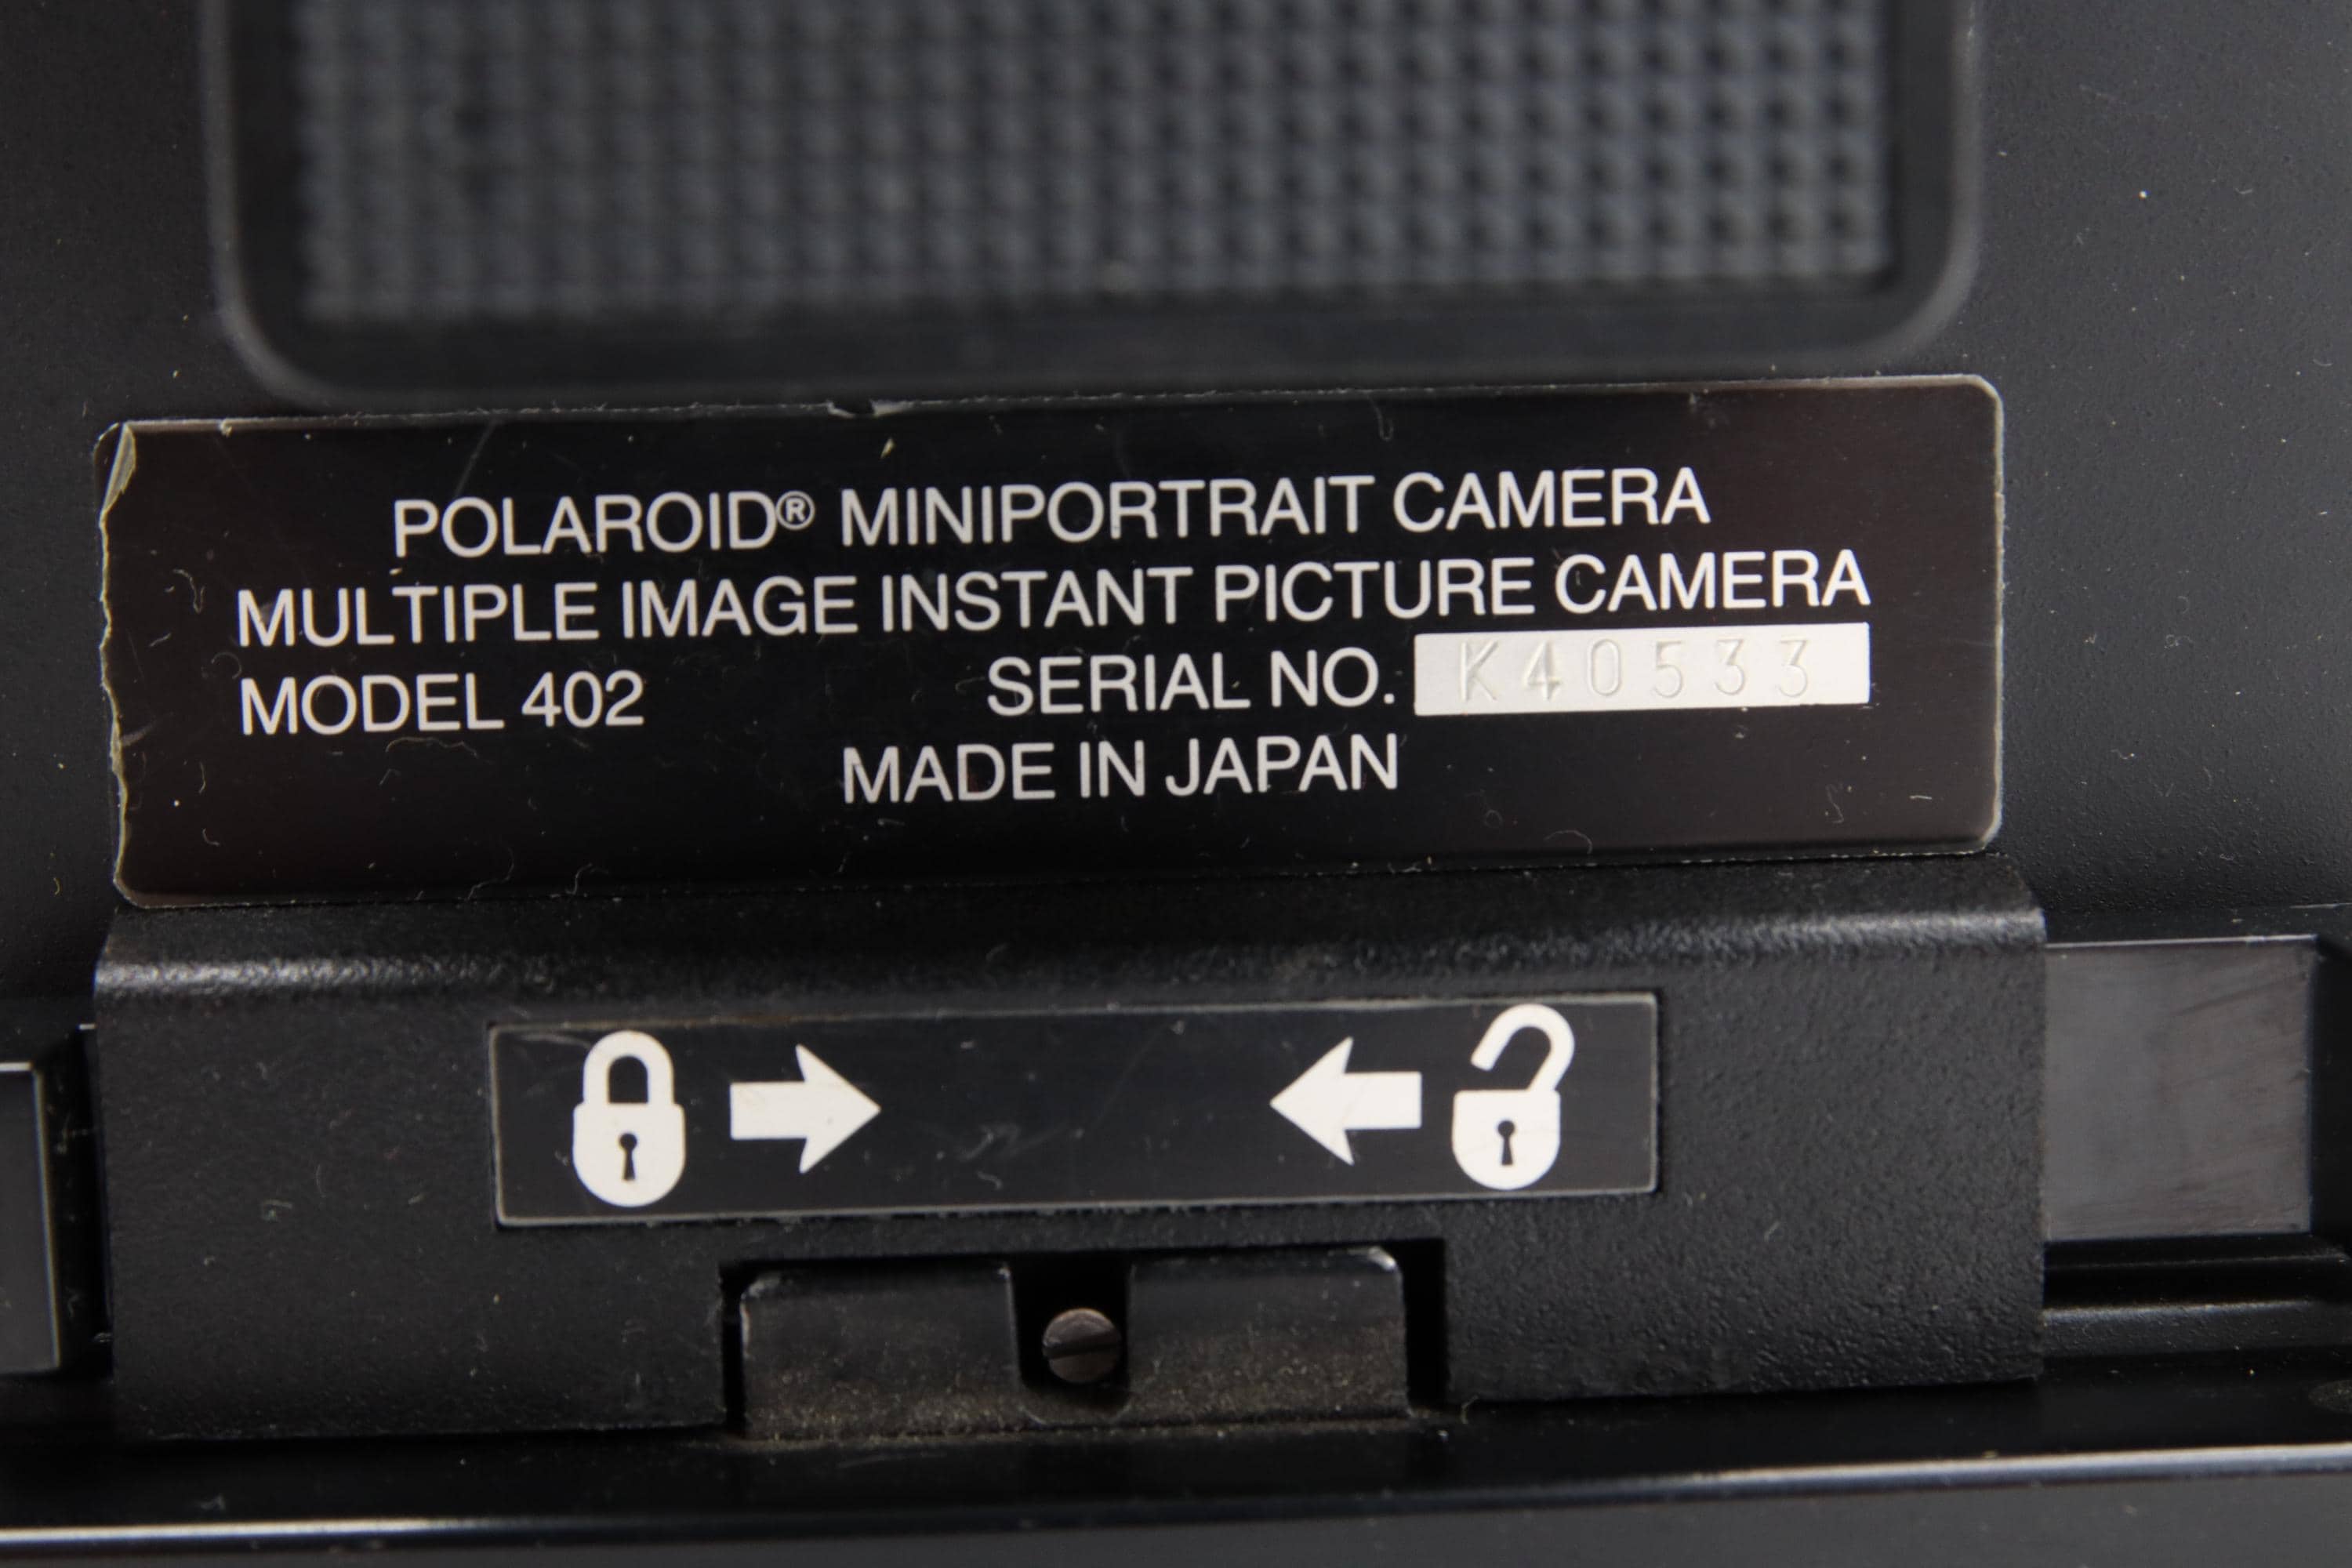 POLAROID® MINIPORTRAIT CAMERA
MULTIPLE IMAGE INSTANT PICTURE CAMERA
MODEL 402 SERIAL NO. K40533
MADE IN JAPAN